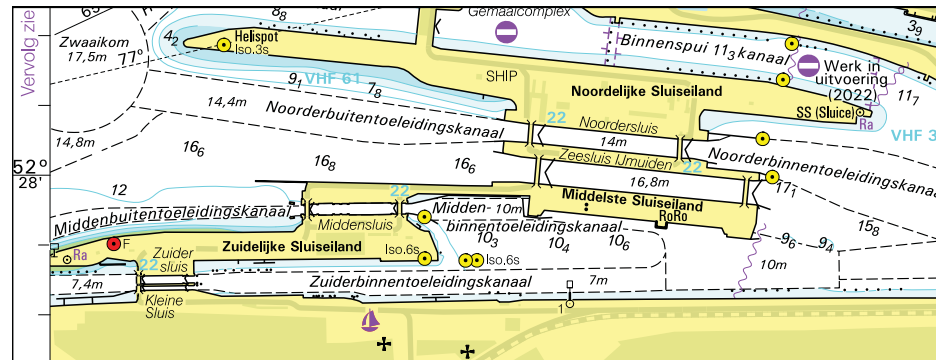 Vervolg zie
69
8₈
Gemaalcomplex
3₉
Zwaaikom
17,5m
77°
4₂
Helispot
Iso.3s
Binnenspui 11₃ kanaal
Werk in
uitvoering
(2022)
11₇
9₁
VHF 61
7₈
SHIP
Noordelijke Sluiseiland
SS (Sluice)
Ra
VHF 3
14,4m
Noorderbuitentoeleidingskanaal
22
Noordersluis
14m
14,8m
16₆
16₈
16₈
16₆
Zeesluis IJmuiden
22
Noorderbinnentoeleidingskanaa
52°
28'
12
22
16,8m
17₁
Middenbuitentoeleidingskanaal
Midden-10m
Middelste Sluiseiland
RoRo
15₈
Middensluis
binnentoeleidingskanaal
F
Ra
Zuider
sluis
Zuidelijke Sluiseiland
Iso.6s
10₃
Iso.6s
10₄
10₆
9₆
9₄
22
10m
7,4m
Zuiderbinnentoeleidingskanaal
7m
Kleine
Sluis
1